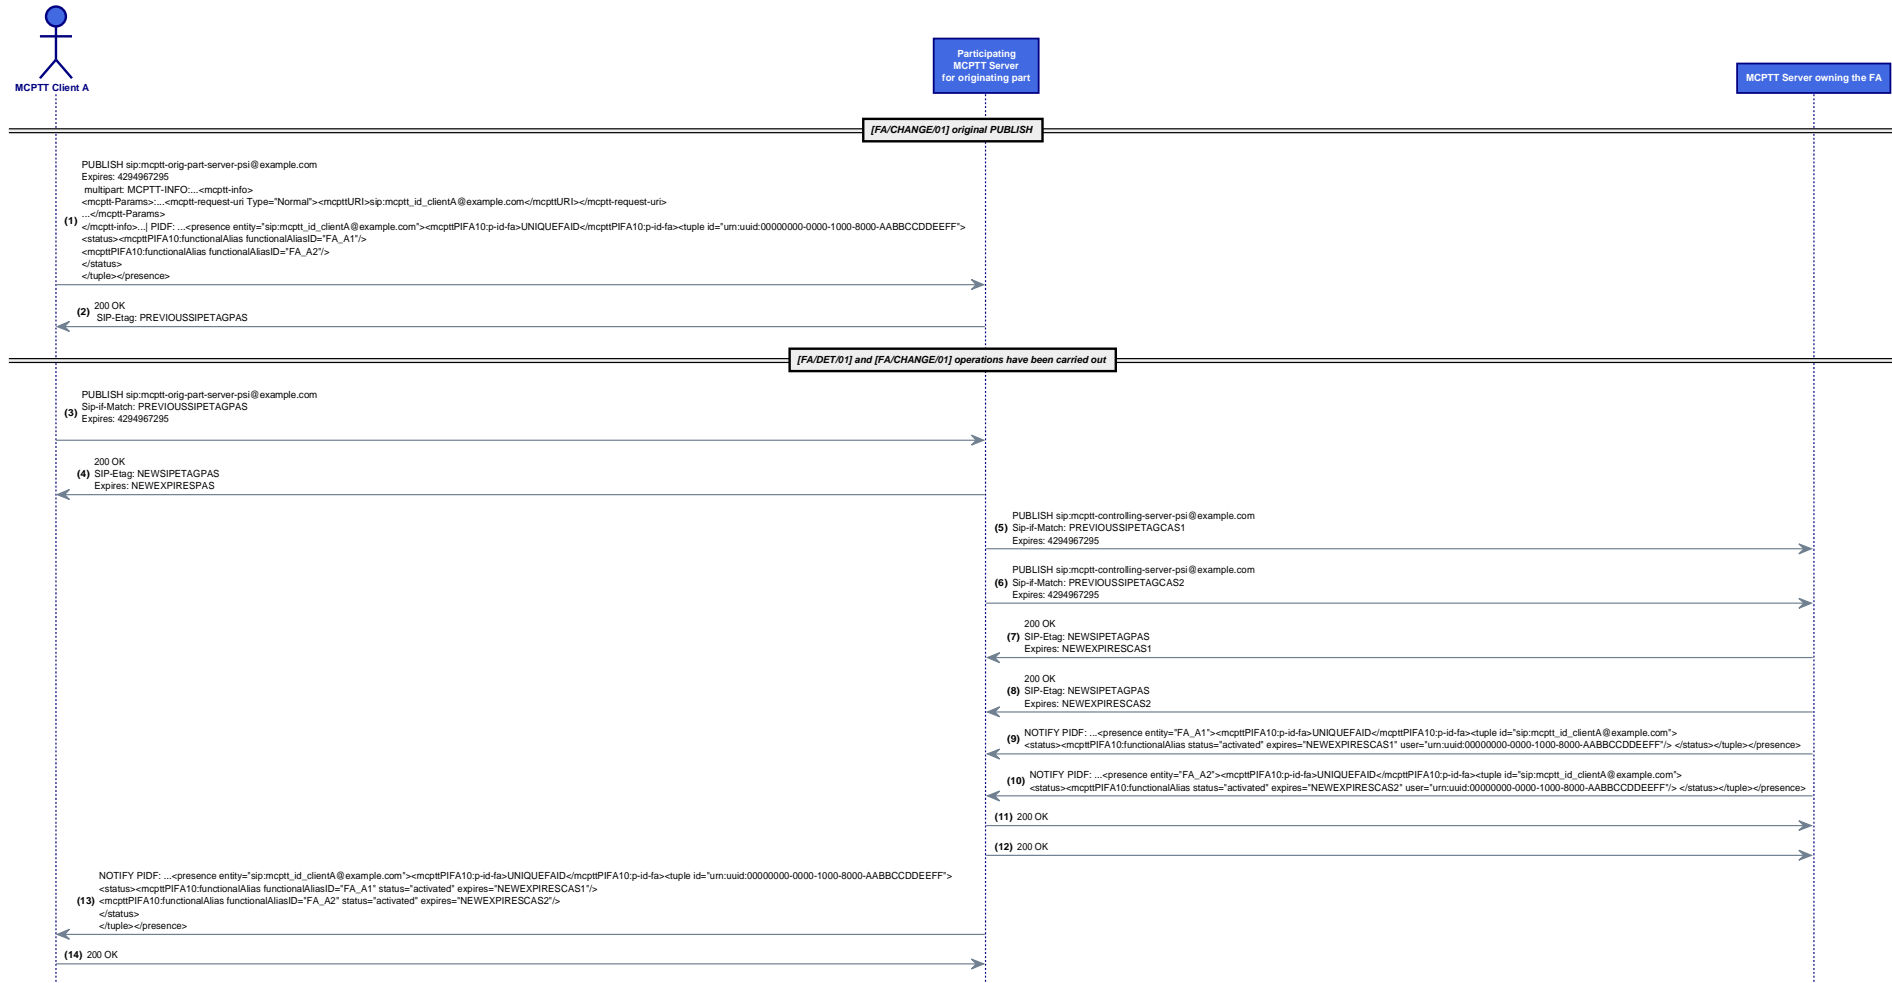 MCPTT Client A
Participating
MCPTT Server
for originating part
MCPTT Server owning the FA
[FA/CHANGE/01] original PUBLISH
PUBLISH sip:mcptt-orig-part-server-psi@example.com
Expires: 4294967295
multipart: MCPTT-INFO:...<mcptt-info>
<mcptt-Params>:...<mcptt-request-uri Type="Normal"><mcpttURI>sip:mcptt_id_clientA@example.com</mcpttURI></mcptt-request-uri>
...</mcptt-Params>
(1) </mcptt-info>...| PIDF: ...<presence entity="sip:mcptt_id_clientA@example.com"><mcpttPIFA10:p-id-fa>UNIQUEFAID</mcpttPIFA10:p-id-fa><tuple id="urn:uuid:00000000-0000-1000-8000-AABBCCDDEEFF">
<status><mcpttPIFA10:functionalAlias functionalAliasID="FA_A1"/>
<mcpttPIFA10:functionalAlias functionalAliasID="FA_A2"/>
</status>
</tuple></presence>
(2) 200 OK
SIP-Etag: PREVIOUSSIPETAGPAS
[FA/DET/01] and [FA/CHANGE/01] operations have been carried out
PUBLISH sip:mcptt-orig-part-server-psi@example.com
(3) Sip-if-Match: PREVIOUSSIPETAGPAS
Expires: 4294967295
200 OK
(4) SIP-Etag: NEWSIPETAGPAS
Expires: NEWEXPIRESPAS
PUBLISH sip:mcptt-controlling-server-psi@example.com
(5) Sip-if-Match: PREVIOUSSIPETAGCAS1
Expires: 4294967295
PUBLISH sip:mcptt-controlling-server-psi@example.com
(6) Sip-if-Match: PREVIOUSSIPETAGCAS2
Expires: 4294967295
200 OK
(7) SIP-Etag: NEWSIPETAGPAS
Expires: NEWEXPIRESCAS1
200 OK
(8) SIP-Etag: NEWSIPETAGPAS
Expires: NEWEXPIRESCAS2
(9) NOTIFY PIDF: ...<presence entity="FA_A1"><mcpttPIFA10:p-id-fa>UNIQUEFAID</mcpttPIFA10:p-id-fa><tuple id="sip:mcptt_id_clientA@example.com">
<status><mcpttPIFA10:functionalAlias status="activated" expires="NEWEXPIRESCAS1" user="urn:uuid:00000000-0000-1000-8000-AABBCCDDEEFF"/> </status></tuple></presence>
(10) NOTIFY PIDF: ...<presence entity="FA_A2"><mcpttPIFA10:p-id-fa>UNIQUEFAID</mcpttPIFA10:p-id-fa><tuple id="sip:mcptt_id_clientA@example.com">
<status><mcpttPIFA10:functionalAlias status="activated" expires="NEWEXPIRESCAS2" user="urn:uuid:00000000-0000-1000-8000-AABBCCDDEEFF"/> </status></tuple></presence>
(11) 200 OK
(12) 200 OK
NOTIFY PIDF: ...<presence entity="sip:mcptt_id_clientA@example.com"><mcpttPIFA10:p-id-fa>UNIQUEFAID</mcpttPIFA10:p-id-fa><tuple id="urn:uuid:00000000-0000-1000-8000-AABBCCDDEEFF">
<status><mcpttPIFA10:functionalAlias functionalAliasID="FA_A1" status="activated" expires="NEWEXPIRESCAS1"/>
(13) <mcpttPIFA10:functionalAlias functionalAliasID="FA_A2" status="activated" expires="NEWEXPIRESCAS2"/>
</status>
</tuple></presence>
(14) 200 OK